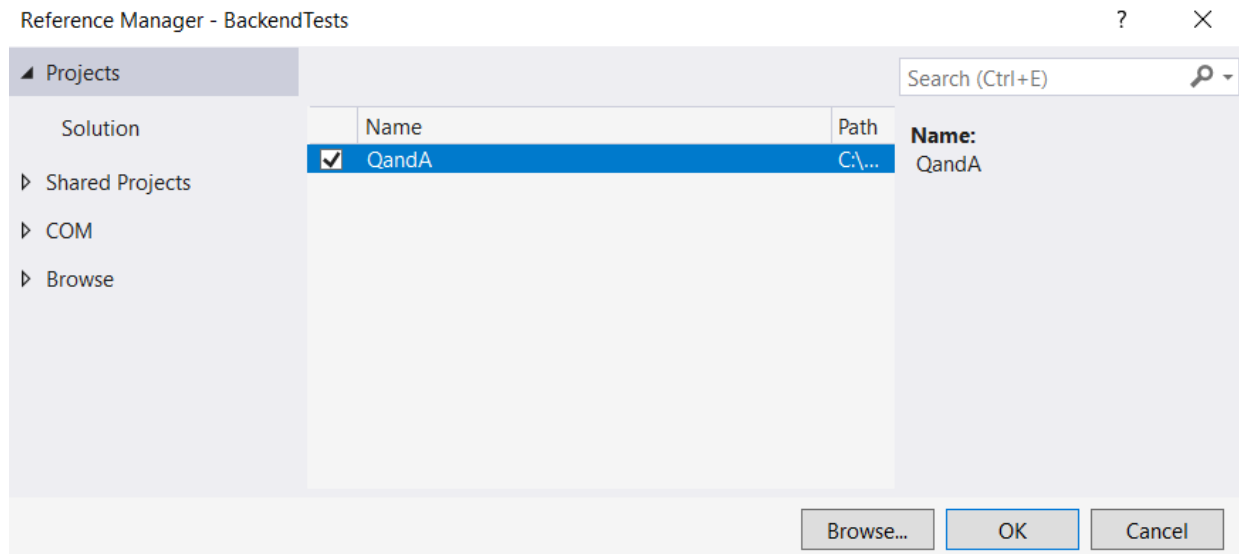 Reference Manager - BackendTests ?
Projects
Solution
Shared Projects
COM
Browse
Name Path
QandA C:\...
Search (Ctrl+E)
Name:
QandA
Browse... OK Cancel